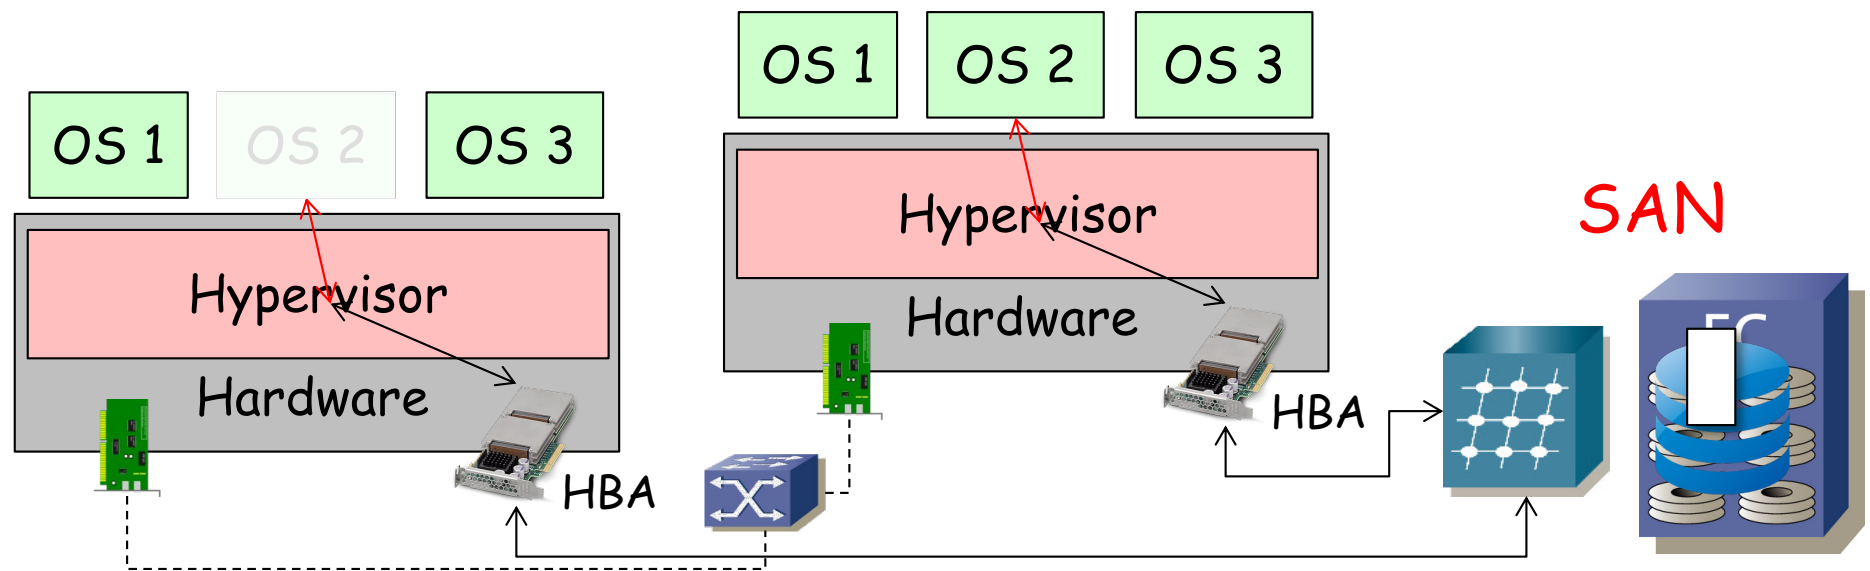 OS 1
OS 2
OS 3
Hypervisor
Hardware
HBA
OS 1
OS 2
OS 3
Hypervisor
Hardware
HBA
SAN